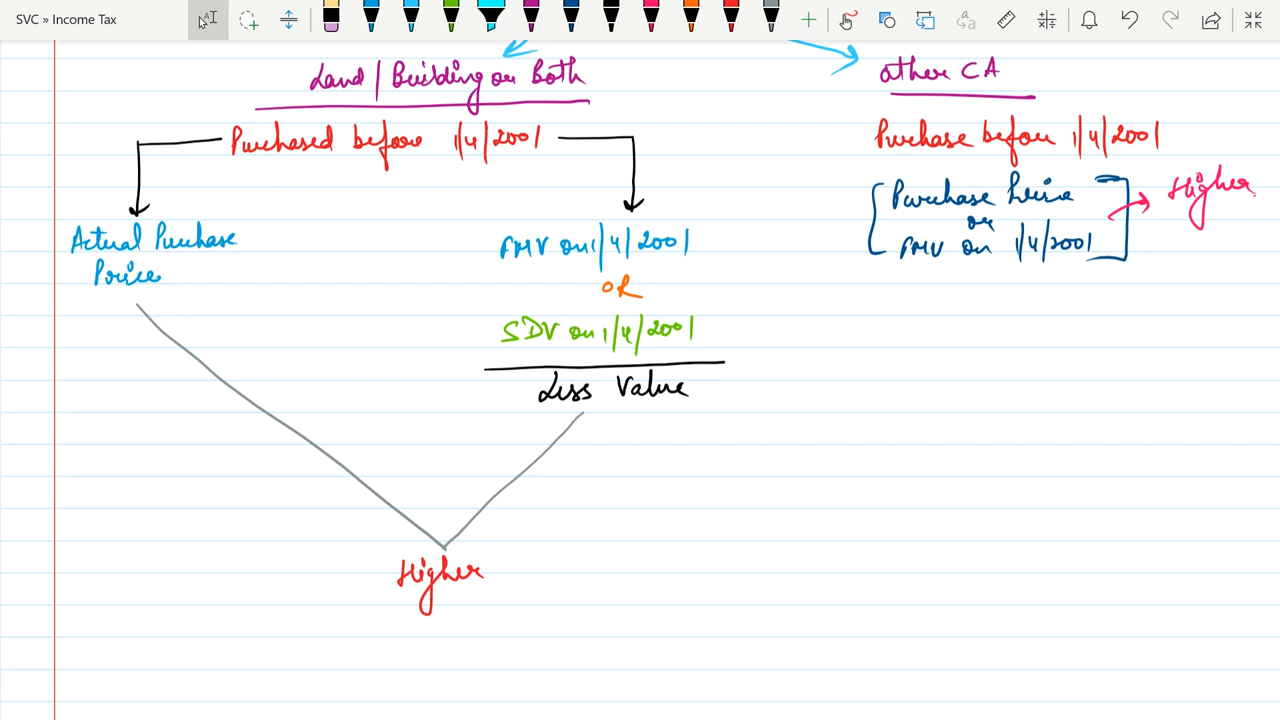 SVC » Income Tax
Land / Building or Both
Purchased before 1/4/2001
Actual Purchase
Price
FMV on 1/4/2001
OR
SDV on 1/4/2001
Less Value
Higher
Other CA
Purchase before 1/4/2001
Purchase Price
or
FMV on 1/4/2001
Higher